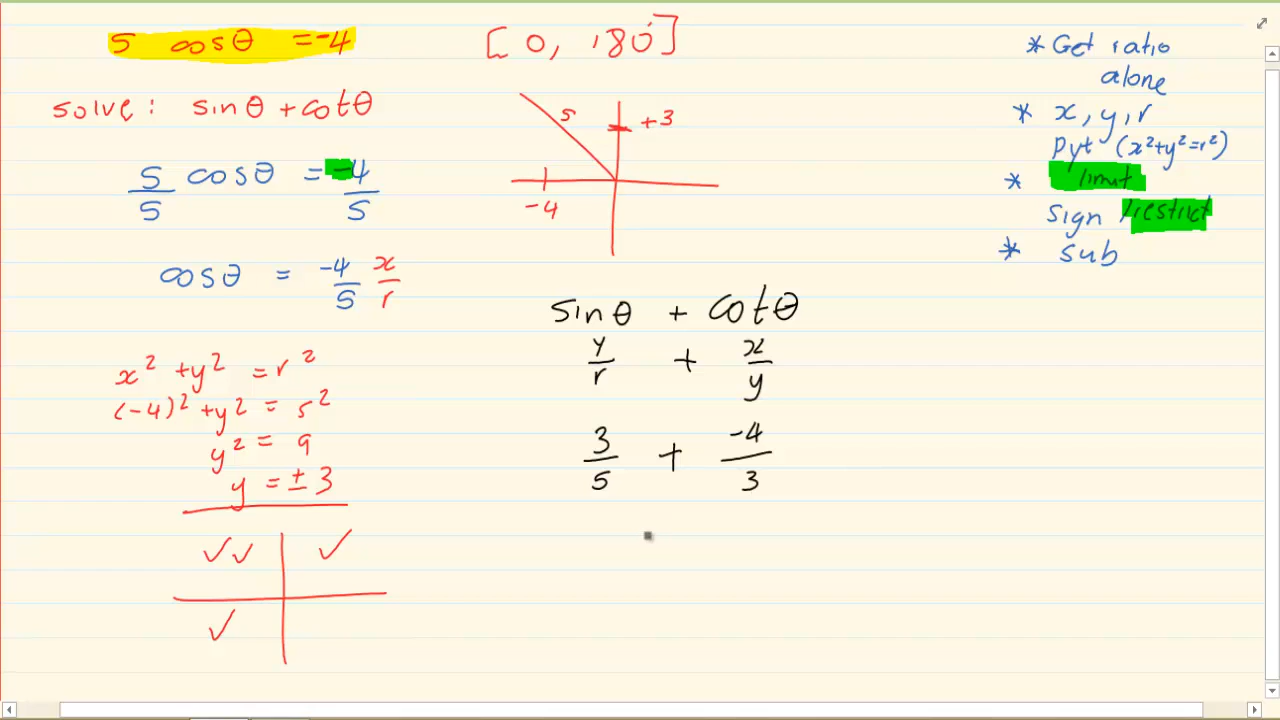 5 cosθ = -4
[0, 180°]
solve: sinθ + cotθ
5/5 cosθ = -4/5
cosθ = -4/5 x/r
x² + y² = r²
(-4)² + y² = 5²
y² = 9
y = ± 3
5
+3
-4
sinθ + cotθ
y/r + x/y
3/5 + -4/3
* Get ratio
alone
* x, y, r
Pyt (x²+y²=r²)
* limit
sign /restrict
* sub